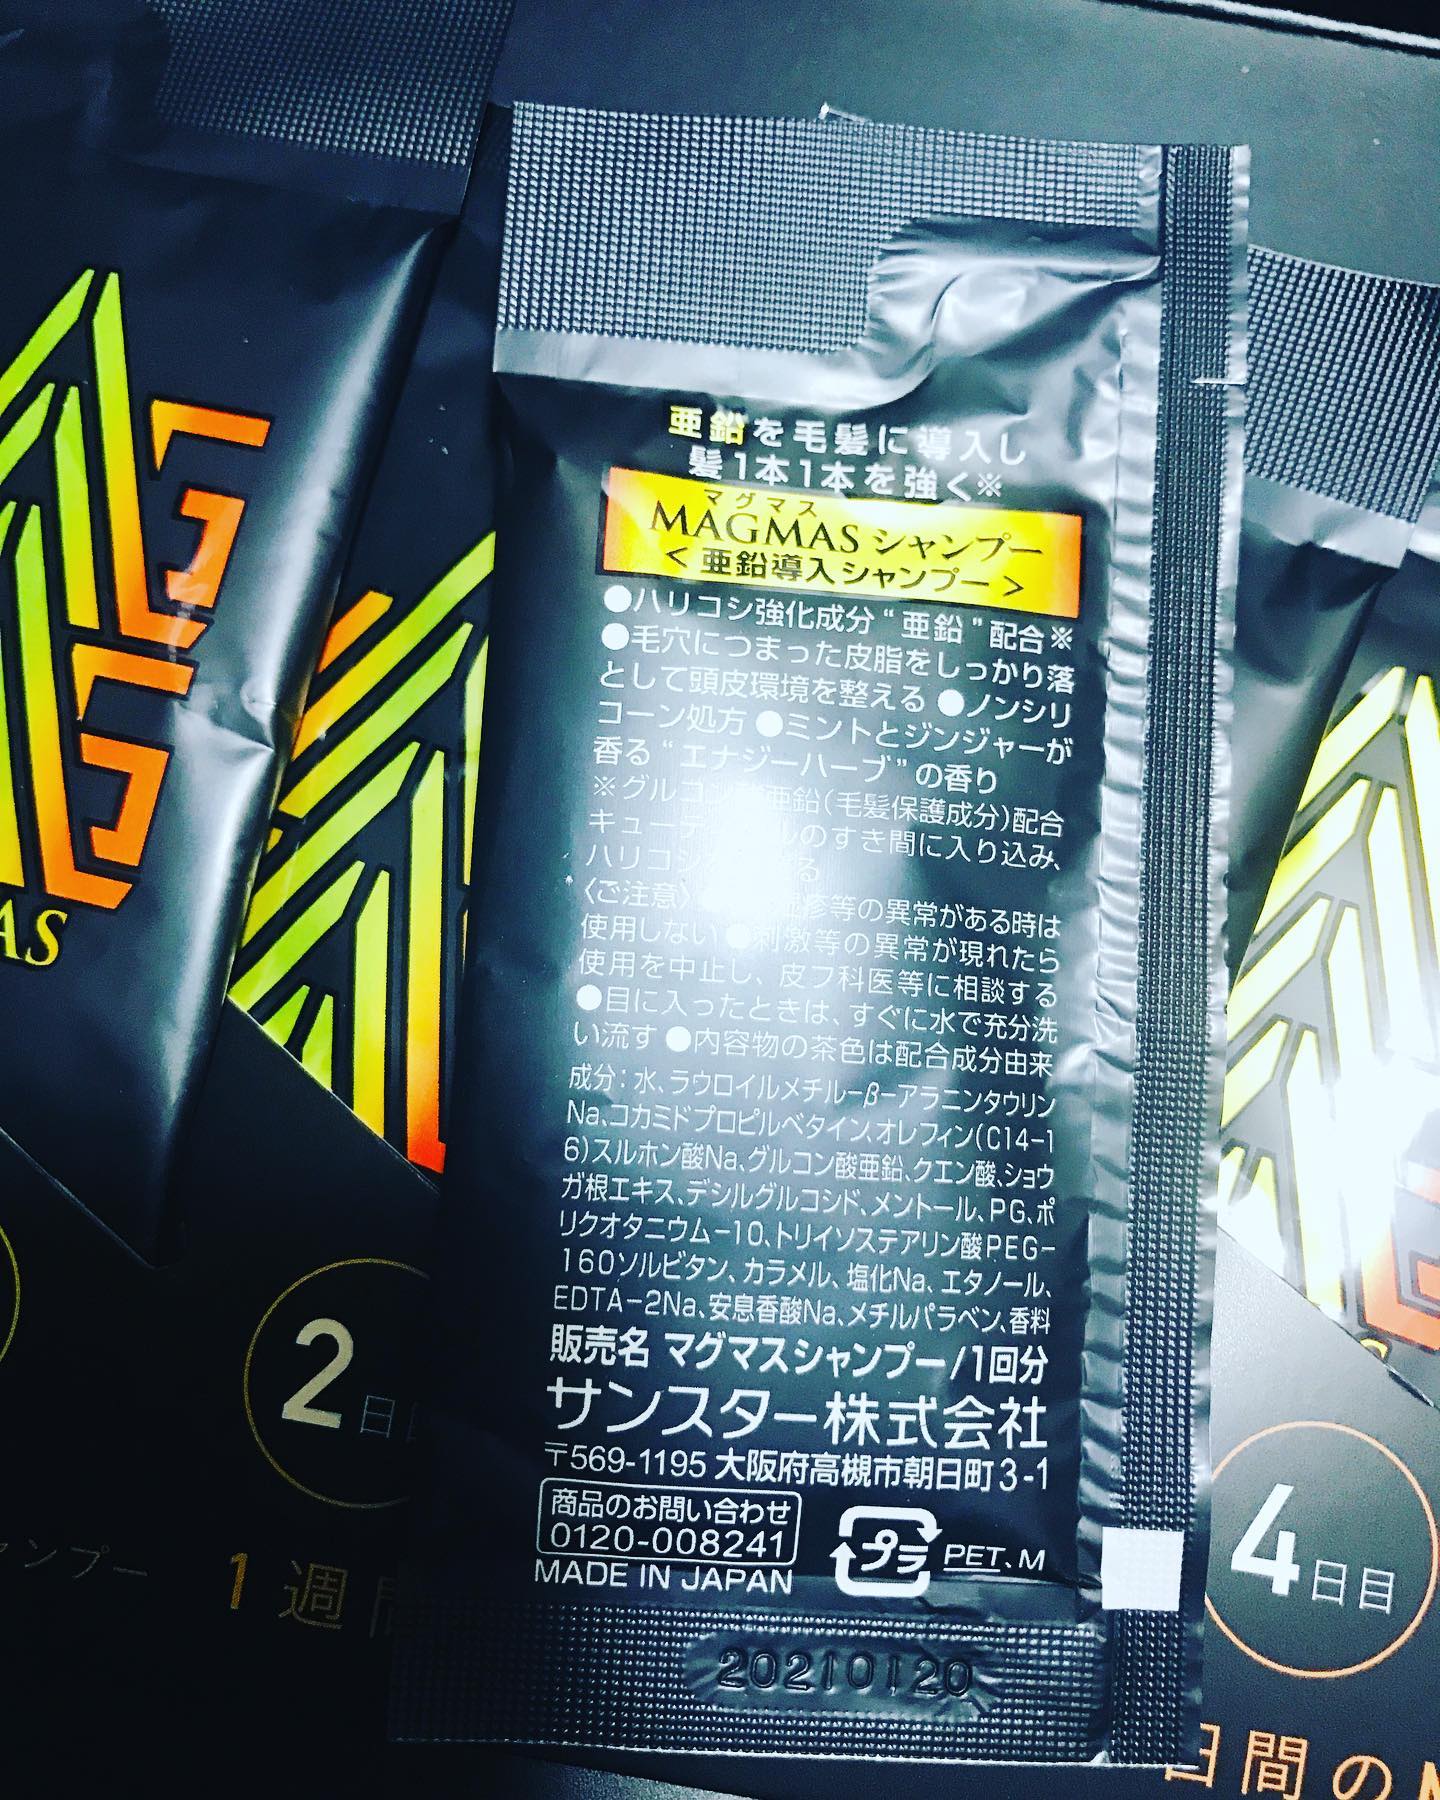 亜鉛を毛髪に導入し
髪1本1本を強く※
マグマス
MAGMAS シャンプー
＜亜鉛導入シャンプー＞
●ハリコシ強化成分“亜鉛”配合※
●毛穴につまった皮脂をしっかり落
として頭皮環境を整える ●ノンシリ
コーン処方 ●ミントとジンジャーが
香る“エナジーハーブ”の香り
※グルコン 亜鉛(毛髪保護成分)配合
キューティ ルのすき間に入り込み、
ハリコシ る
〈ご注意〉 湿疹等の異常がある時は
使用しない ●刺激等の異常が現れたら
使用を中止し、皮フ科医等に相談する
●目に入ったときは、すぐに水で充分洗
い流す ●内容物の茶色は配合成分由来
成分：水、ラウロイルメチル-β-アラニンタウリン
Na、コカミドプロピルベタイン、オレフィン(C14-1
6)スルホン酸Na、グルコン酸亜鉛、クエン酸、ショウ
ガ根エキス、デシルグルコシド、メントール、PG、ポ
リクオタニウム-10、トリイソステアリン酸PEG-
160ソルビタン、カラメル、塩化Na、エタノール、
EDTA-2Na、安息香酸Na、メチルパラベン、香料
販売名 マグマスシャンプー/1回分
サンスター株式会社
〒569-1195 大阪府高槻市朝日町3-1
商品のお問い合わせ
0120-008241
MADE IN JAPAN
プラ
PET、M
20210120
AS
2日目
ャンプー 1週間
4日目
日間の